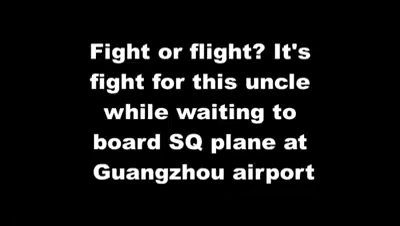 Fight or flight? It's
fight for this uncle
while waiting to
board SQ plane at
Guangzhou airport